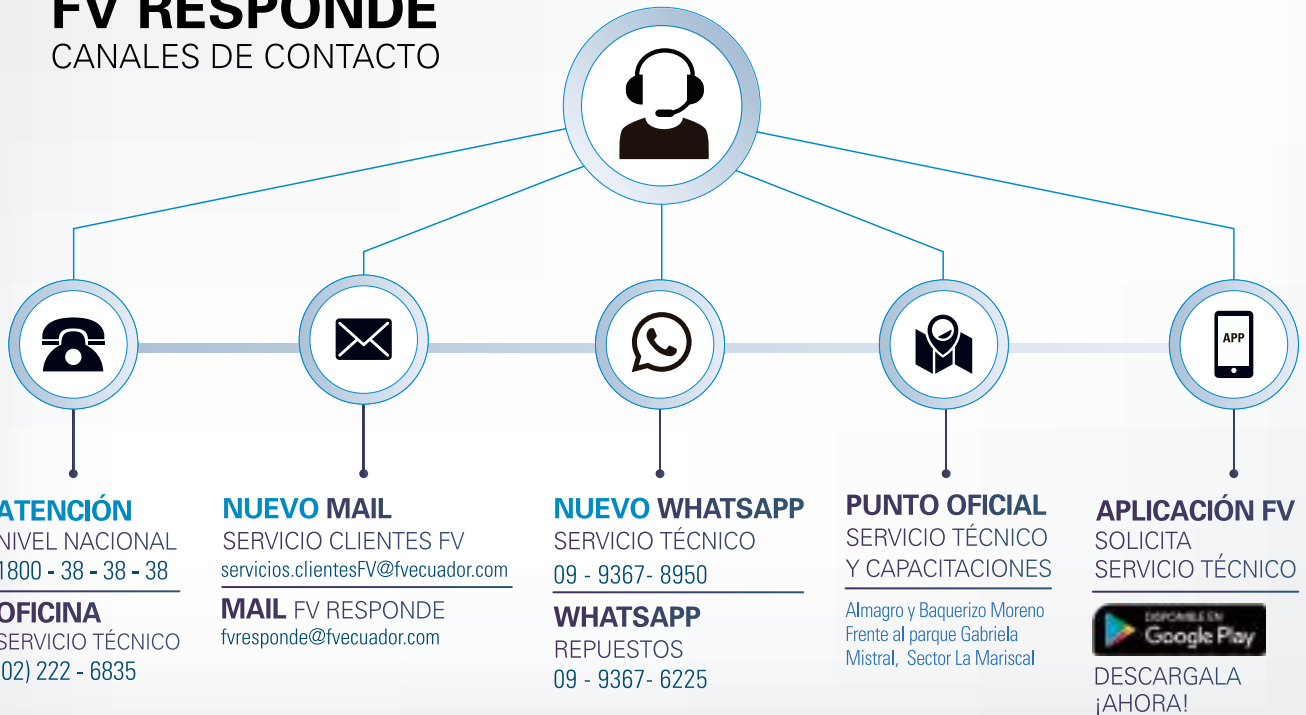 FV RESPONDE
CANALES DE CONTACTO
APP
ATENCIÓN
NIVEL NACIONAL
1800 - 38 - 38 - 38
OFICINA
SERVICIO TÉCNICO
02) 222 - 6835
NUEVO MAIL
SERVICIO CLIENTES FV
servicios.clientesFV@fvecuador.com
MAIL FV RESPONDE
fvresponde@fvecuador.com
NUEVO WHATSAPP
SERVICIO TÉCNICO
09 - 9367- 8950
WHATSAPP
REPUESTOS
09 - 9367- 6225
PUNTO OFICIAL
SERVICIO TÉCNICO
Y CAPACITACIONES
Almagro y Baquerizo Moreno
Frente al parque Gabriela
Mistral, Sector La Mariscal
APLICACIÓN FV
SOLICITA
SERVICIO TÉCNICO
DISPONIBLE EN
Google Play
DESCARGALA
¡AHORA!